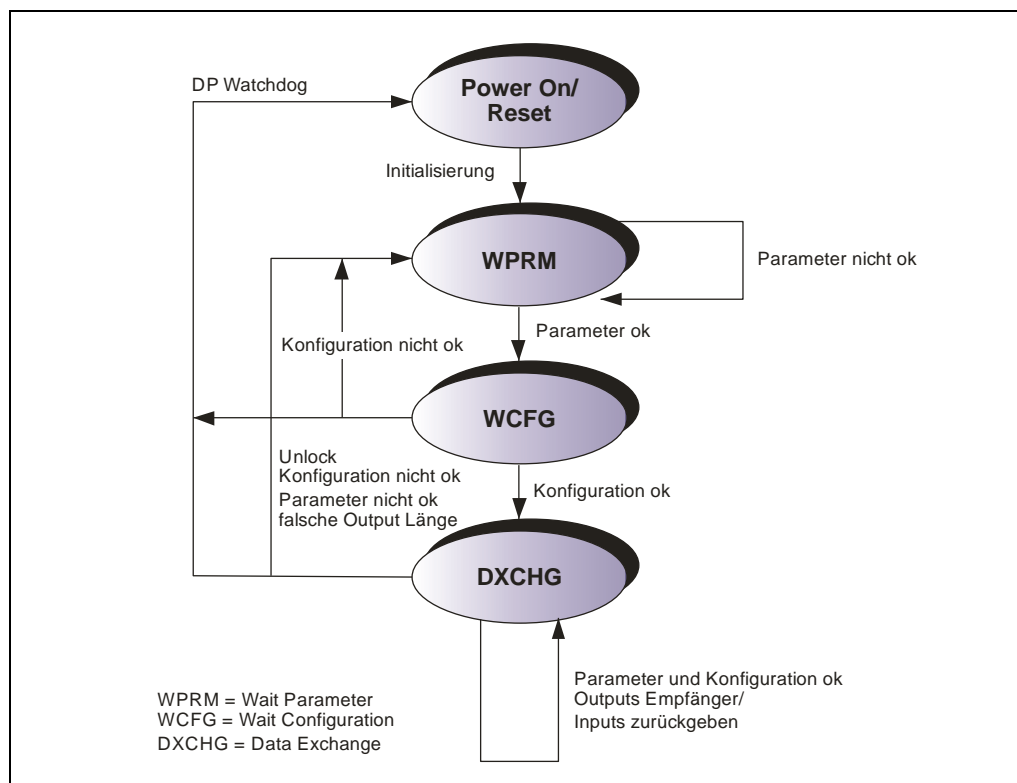 DP Watchdog
Power On/
Reset
Initialisierung
WPRM
Parameter nicht ok
Parameter ok
Konfiguration nicht ok
WCFG
Unlock
Konfiguration nicht ok
Parameter nicht ok
falsche Output Länge
Konfiguration ok
DXCHG
Parameter und Konfiguration ok
Outputs Empfänger/
Inputs zurückgeben
WPRM = Wait Parameter
WCFG = Wait Configuration
DXCHG = Data Exchange